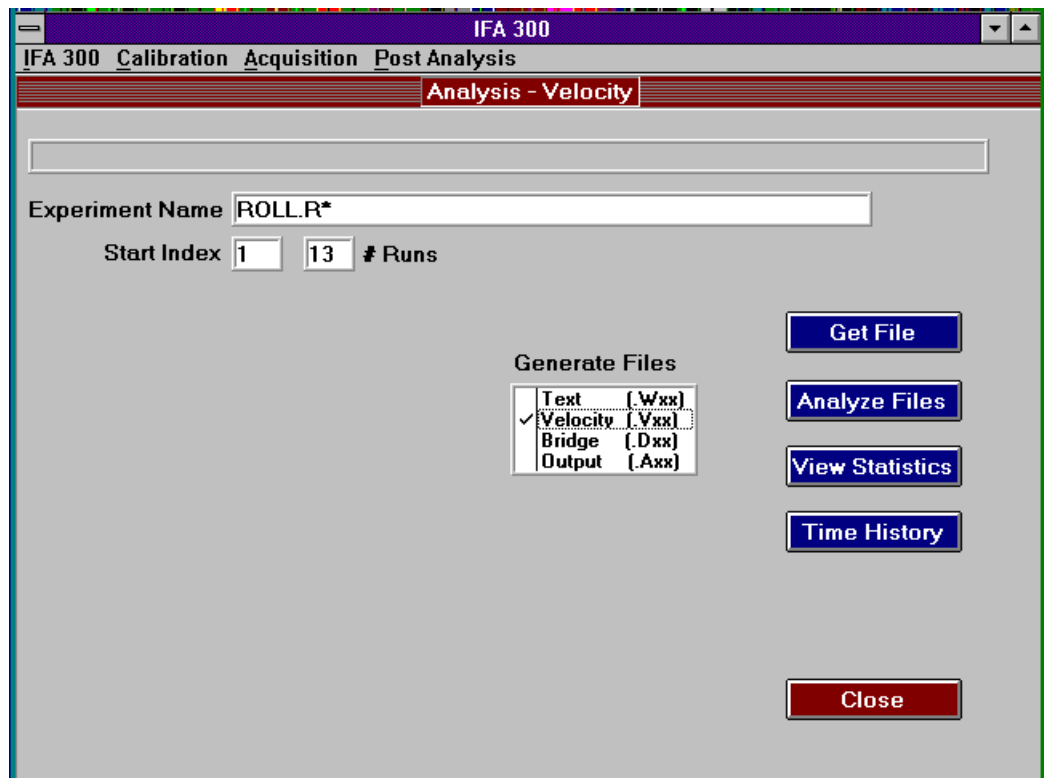 IFA 300
IFA 300 Calibration Acquisition Post Analysis
Analysis - Velocity
Experiment Name ROLL.R*
Start Index 1 13 # Runs
Generate Files
Text (.Wxx)
✓ Velocity (.Vxx)
Bridge (.Dxx)
Output (.Axx)
Get File
Analyze Files
View Statistics
Time History
Close